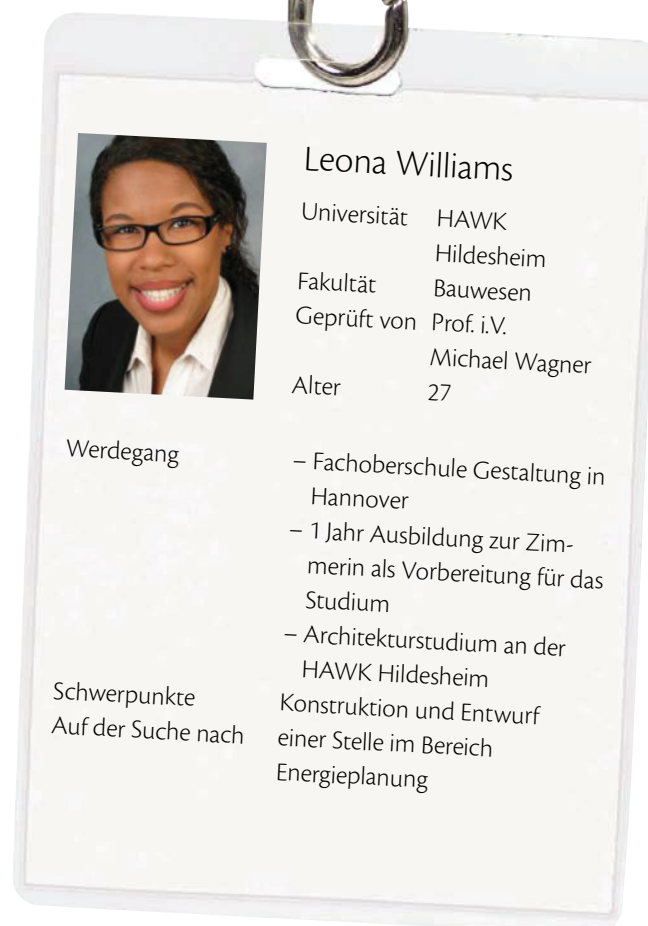 Leona Williams
Universität HAWK
Hildesheim
Fakultät Bauwesen
Geprüft von Prof. i.V.
Michael Wagner
Alter 27
Werdegang – Fachoberschule Gestaltung in
Hannover
– 1 Jahr Ausbildung zur Zim-
merin als Vorbereitung für das
Studium
– Architekturstudium an der
HAWK Hildesheim
Schwerpunkte Konstruktion und Entwurf
Auf der Suche nach einer Stelle im Bereich
Energieplanung